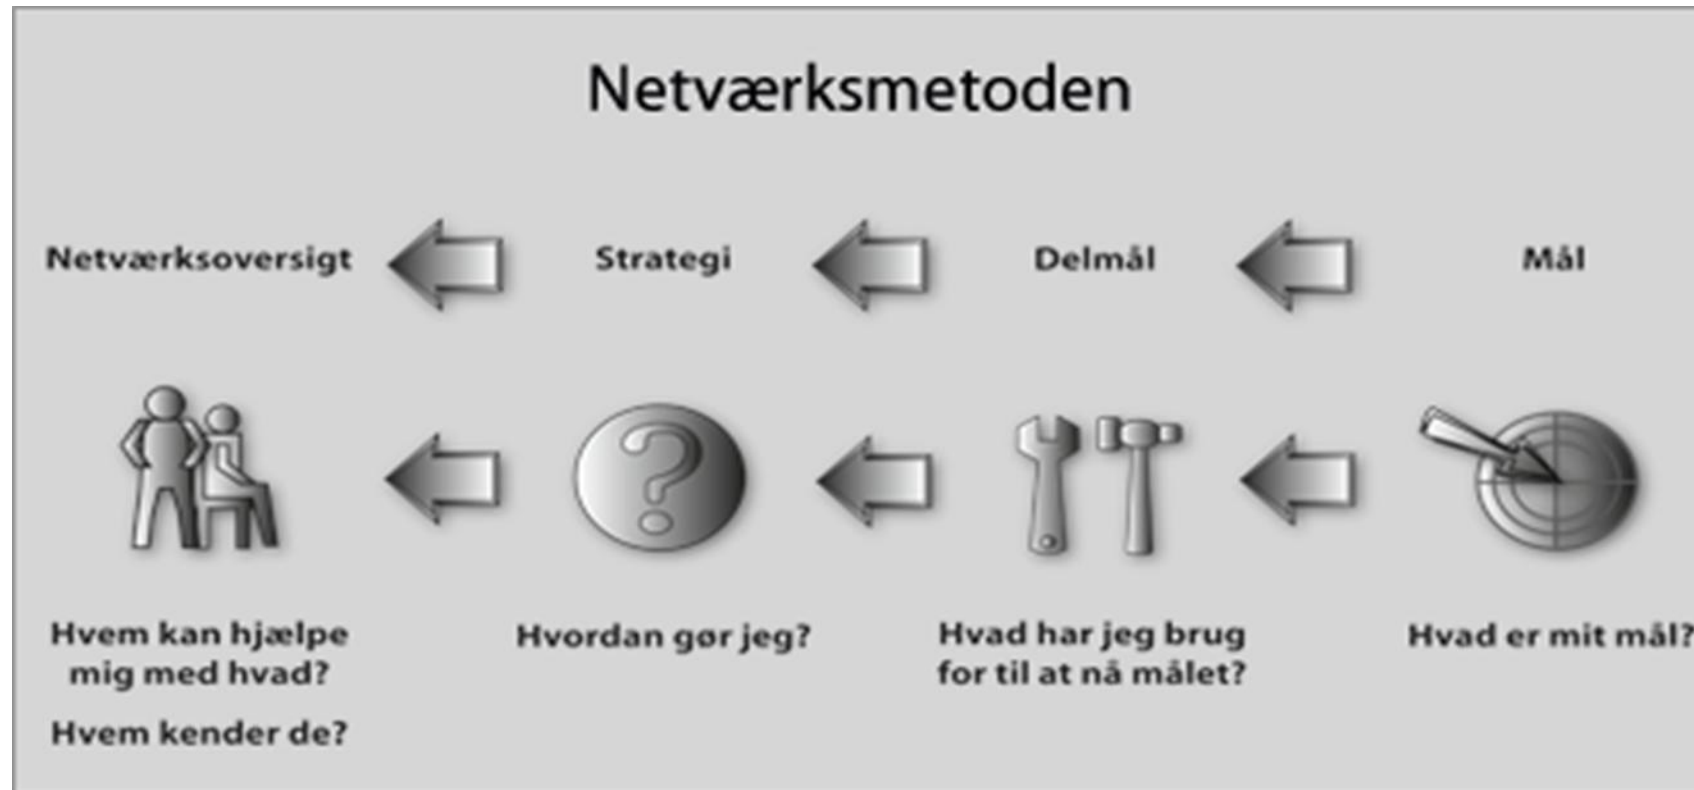 Netværksmetoden
Netværksoversigt
Strategi
Delmål
Mål
Hvem kan hjælpe
mig med hvad?
Hvem kender de?
Hvordan gør jeg?
Hvad har jeg brug
for til at nå målet?
Hvad er mit mål?